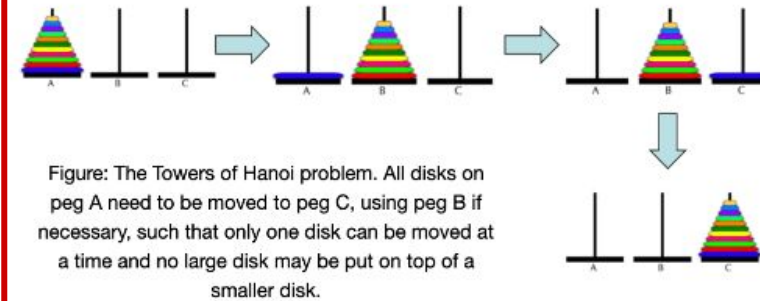 A B C
A B C
A B C
Figure: The Towers of Hanoi problem. All disks on
peg A need to be moved to peg C, using peg B if
necessary, such that only one disk can be moved at
a time and no large disk may be put on top of a
smaller disk.
A B C